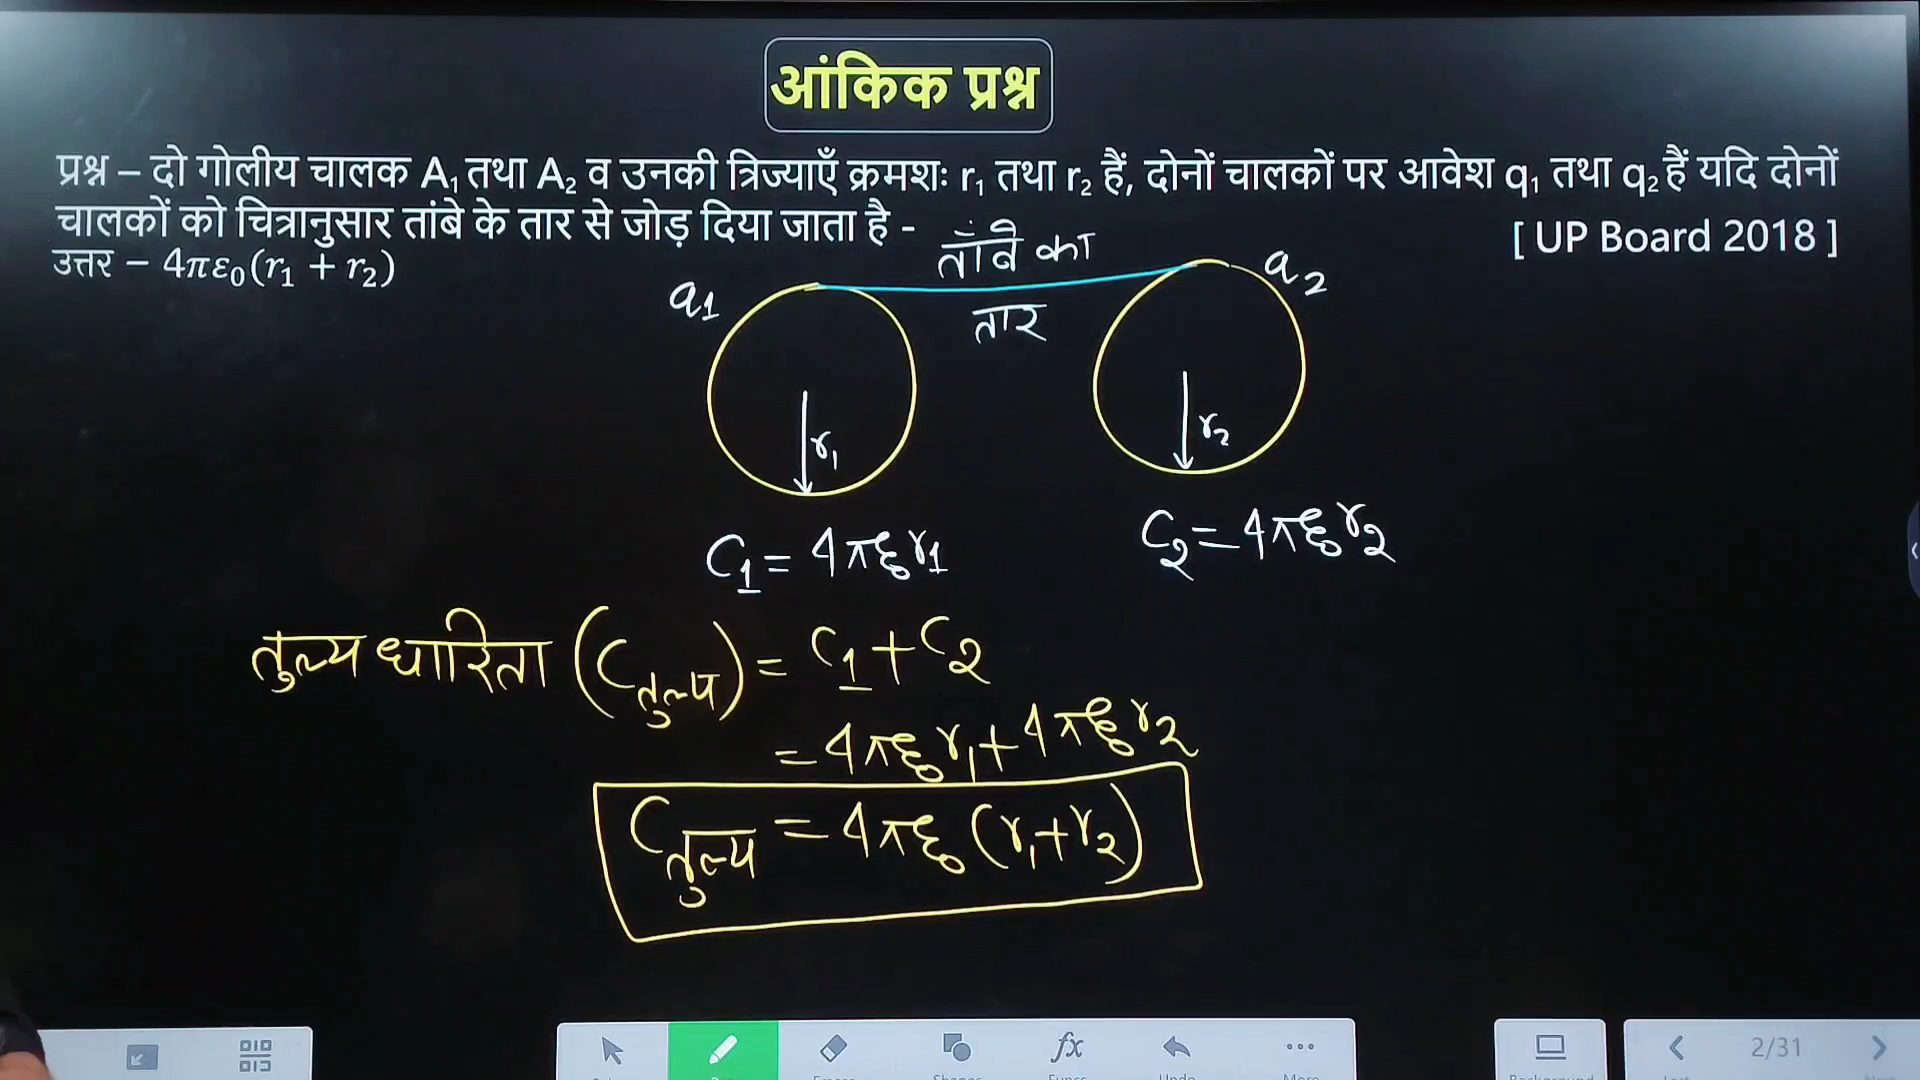 आंकिक प्रश्न
प्रश्न – दो गोलीय चालक A₁ तथा A₂ व उनकी त्रिज्याएँ क्रमशः r₁ तथा r₂ हैं, दोनों चालकों पर आवेश q₁ तथा q₂ हैं यदि दोनों
चालकों को चित्रानुसार तांबे के तार से जोड़ दिया जाता है -
[ UP Board 2018 ]
उत्तर – 4πε₀(r₁ + r₂)
तांबे का
तार
a₁
a₂
r₁
r₂
C₁ = 4πε₀r₁
C₂ = 4πε₀r₂
तुल्य धारिता (Cतुल्य) = C₁ + C₂
= 4πε₀r₁ + 4πε₀r₂
Cतुल्य = 4πε₀(r₁+r₂)
fx
2/31